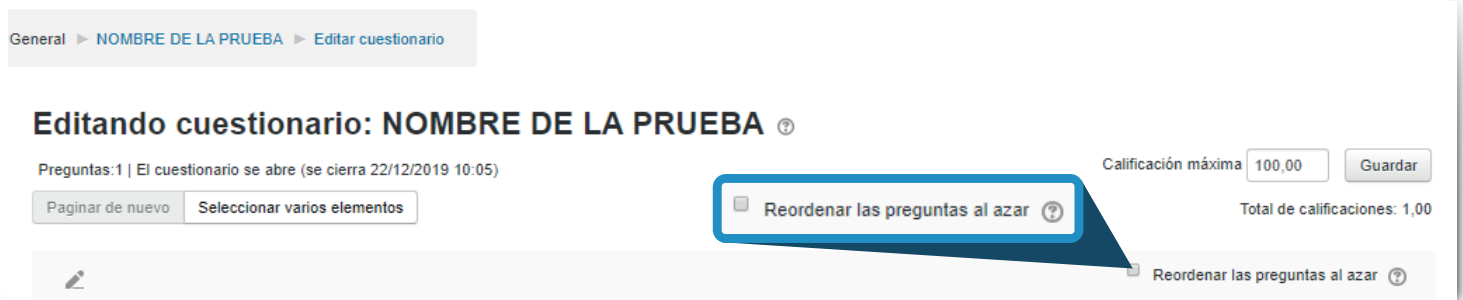 General ► NOMBRE DE LA PRUEBA ► Editar cuestionario
Editando cuestionario: NOMBRE DE LA PRUEBA
Preguntas:1 | El cuestionario se abre (se cierra 22/12/2019 10:05)
Calificación máxima 100,00 Guardar
Paginar de nuevo Seleccionar varios elementos
Reordenar las preguntas al azar
Total de calificaciones: 1,00
Reordenar las preguntas al azar